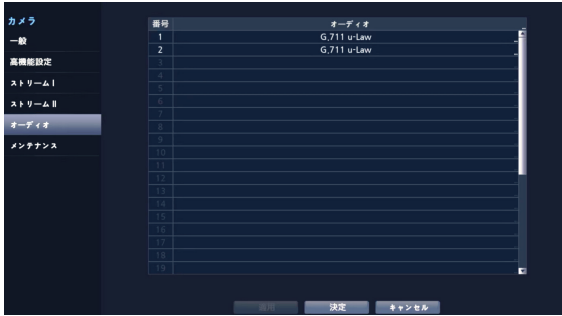 カメラ
一般
高機能設定
ストリームⅠ
ストリームⅡ
オーディオ
メンテナンス
番号 オーディオ
1 G,711 u-Law
2 G,711 u-Law
3
4
5
6
7
8
9
10
11
12
13
14
15
16
17
18
19
適用 決定 キャンセル